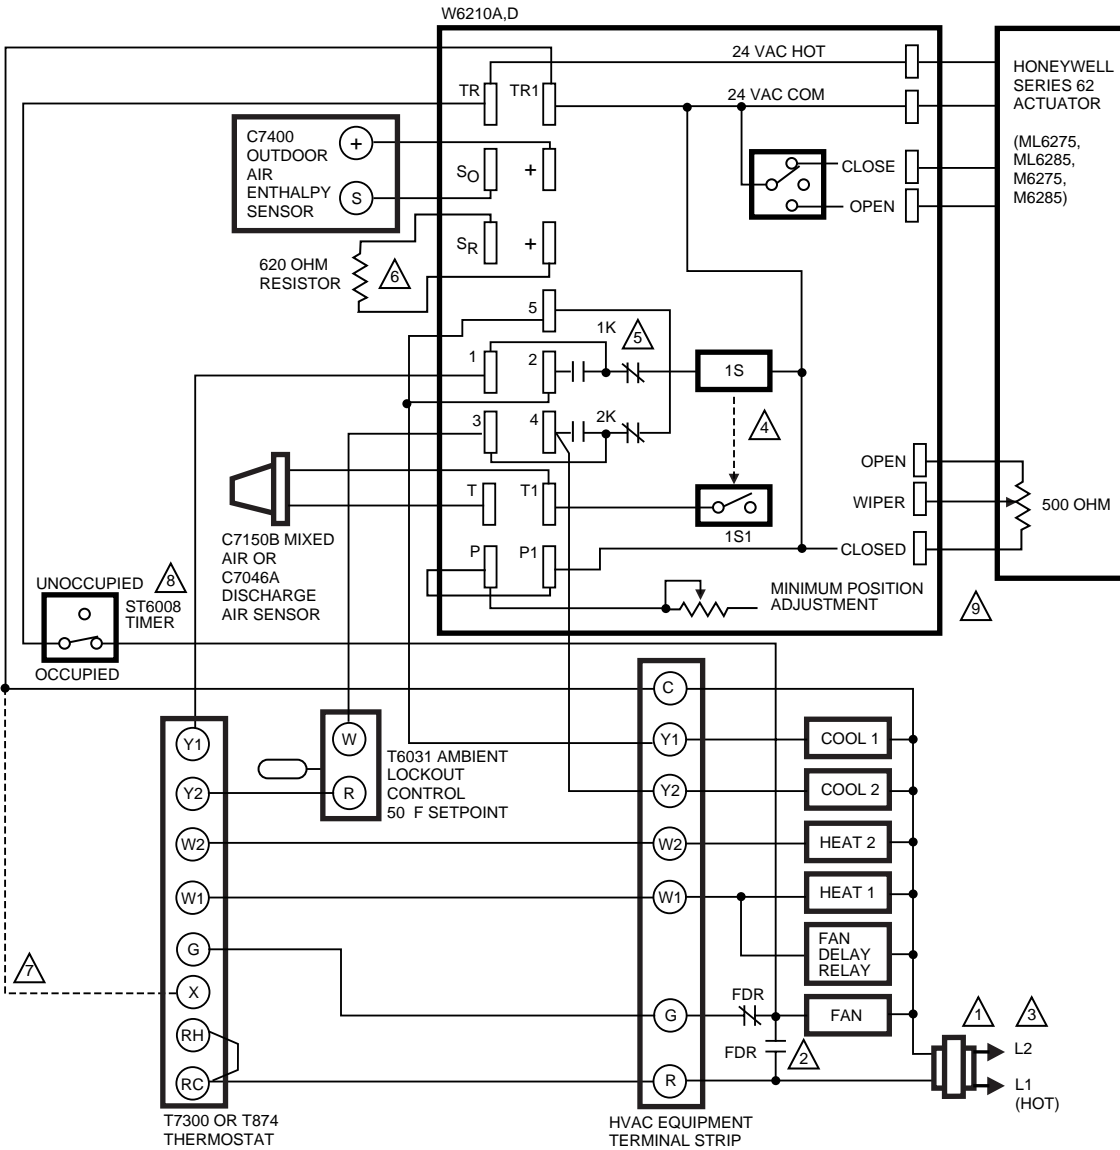 W6210A,D
24 VAC HOT
TR
TR1
24 VAC COM
HONEYWELL
SERIES 62
ACTUATOR
(ML6275,
ML6285,
M6275,
M6285)
C7400
OUTDOOR
AIR
ENTHALPY
SENSOR
+
S
SO
+
CLOSE
OPEN
SR
+
620 OHM
RESISTOR
6
5
1K
5
1
2
1S
3
4
2K
4
OPEN
WIPER
500 OHM
T
T1
1S1
CLOSED
C7150B MIXED
AIR OR
C7046A
DISCHARGE
AIR SENSOR
P
P1
MINIMUM POSITION
ADJUSTMENT
9
UNOCCUPIED
8
ST6008
TIMER
OCCUPIED
C
Y1
W
T6031 AMBIENT
LOCKOUT
CONTROL
50 F SETPOINT
Y1
COOL 1
Y2
R
Y2
COOL 2
W2
W2
HEAT 2
W1
W1
HEAT 1
G
FAN
DELAY
RELAY
7
X
FDR
G
FAN
1
3
RH
FDR
2
L2
RC
R
L1
(HOT)
T7300 OR T874
THERMOSTAT
HVAC EQUIPMENT
TERMINAL STRIP